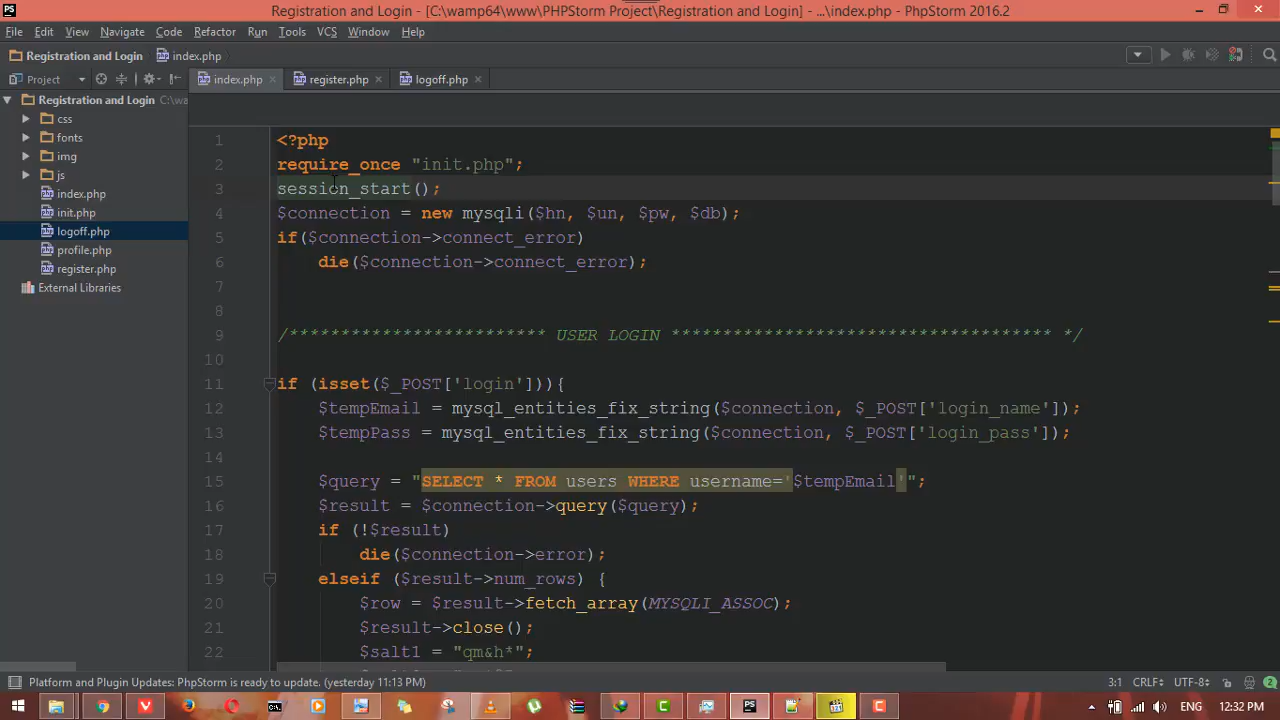 Registration and Login - [C:\wamp64\www\PHPStorm Project\Registration and Login] - ...\index.php - PhpStorm 2016.2
File Edit View Navigate Code Refactor Run Tools VCS Window Help
Registration and Login index.php
Project index.php register.php logoff.php
Registration and Login C:\wa
css
fonts
img
js
index.php
init.php
logoff.php
profile.php
register.php
External Libraries
1 <?php
2 require_once "init.php";
3 session_start();
4 $connection = new mysqli($hn, $un, $pw, $db);
5 if($connection->connect_error)
6 die($connection->connect_error);
7
8
9 /************************* USER LOGIN ************************************* */
10
11 if (isset($_POST['login'])){
12 $tempEmail = mysql_entities_fix_string($connection, $_POST['login_name']);
13 $tempPass = mysql_entities_fix_string($connection, $_POST['login_pass']);
14
15 $query = "SELECT * FROM users WHERE username='$tempEmail'";
16 $result = $connection->query($query);
17 if (!$result)
18 die($connection->error);
19 elseif ($result->num_rows) {
20 $row = $result->fetch_array(MYSQLI_ASSOC);
21 $result->close();
22 $salt1 = "qm&h*";
Platform and Plugin Updates: PhpStorm is ready to update. (yesterday 11:13 PM) 3:1 CRLF÷ UTF-8÷ 2
ENG 12:32 PM